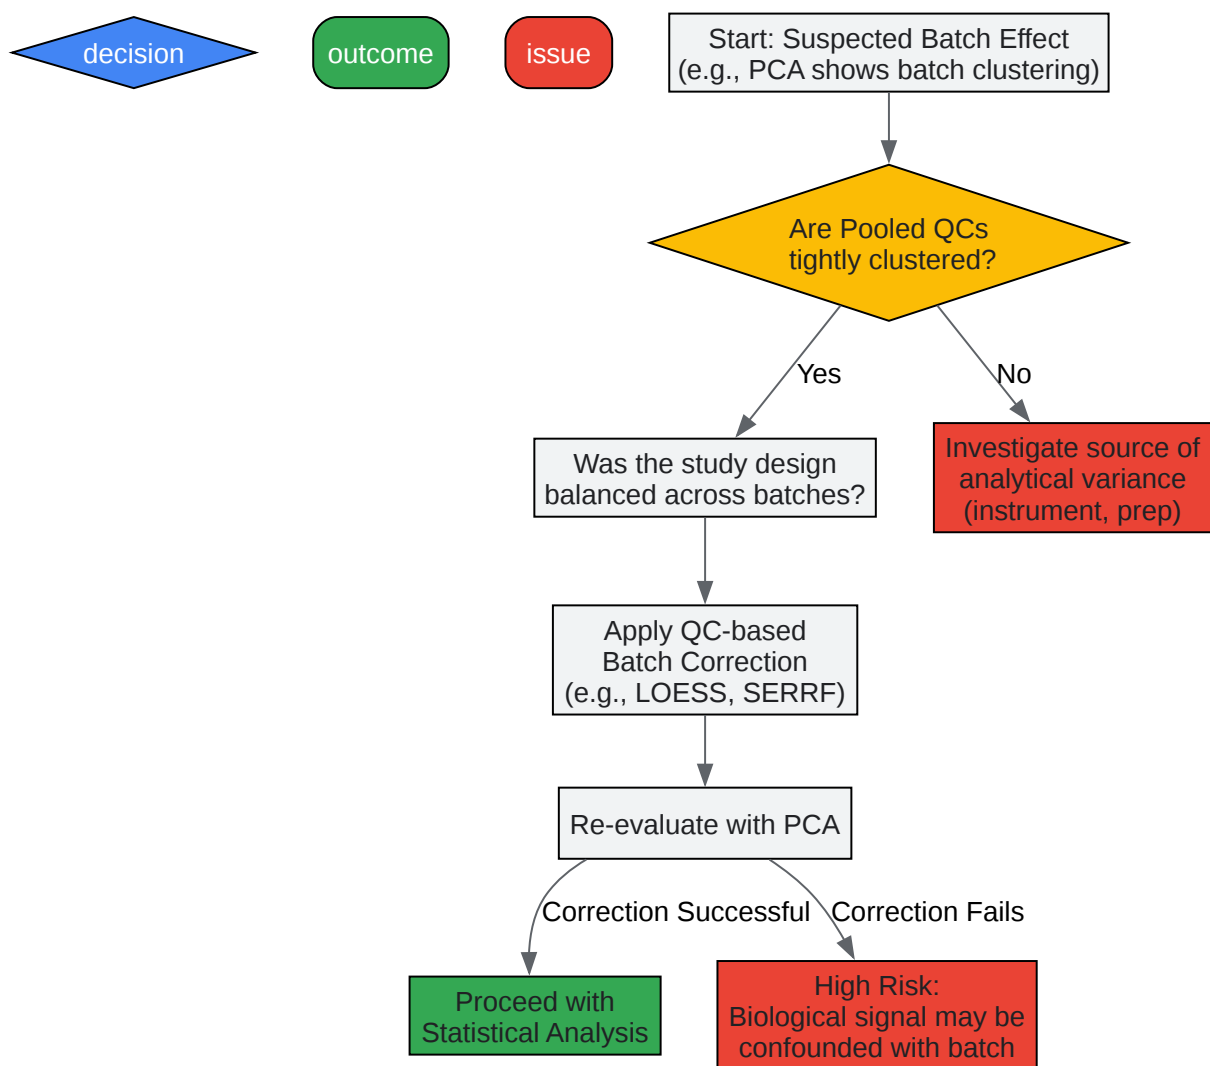 decision
outcome
issue
Start: Suspected Batch Effect
(e.g., PCA shows batch clustering)
Are Pooled QCs
tightly clustered?
Yes
No
Was the study design
balanced across batches?
Investigate source of
analytical variance
(instrument, prep)
Apply QC-based
Batch Correction
(e.g., LOESS, SERRF)
Re-evaluate with PCA
Correction Successful
Correction Fails
Proceed with
Statistical Analysis
High Risk:
Biological signal may be
confounded with batch